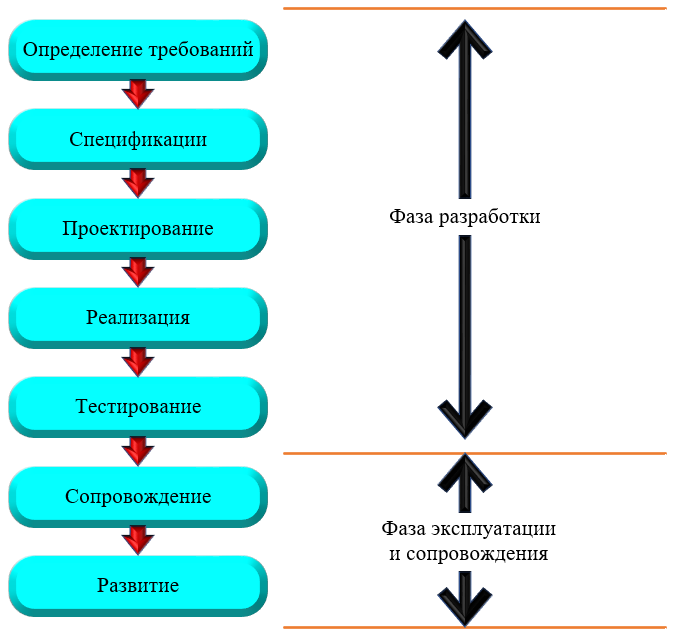 Определение требований
Спецификации
Проектирование
Реализация
Тестирование
Сопровождение
Развитие
Фаза разработки
Фаза эксплуатации
и сопровождения